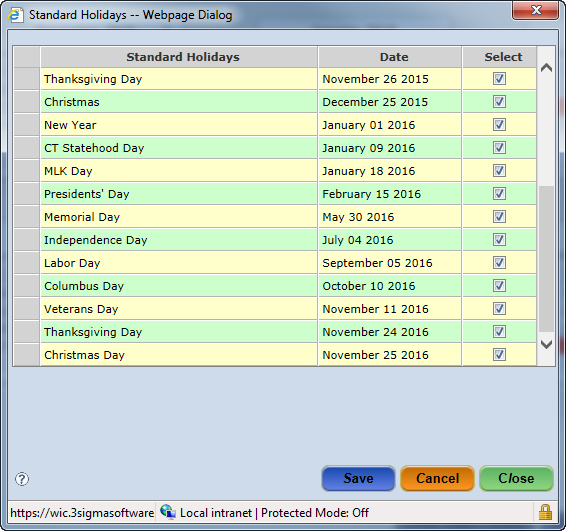 Standard Holidays -- Webpage Dialog
Standard Holidays Date Select
Thanksgiving Day November 26 2015
Christmas December 25 2015
New Year January 01 2016
CT Statehood Day January 09 2016
MLK Day January 18 2016
Presidents' Day February 15 2016
Memorial Day May 30 2016
Independence Day July 04 2016
Labor Day September 05 2016
Columbus Day October 10 2016
Veterans Day November 11 2016
Thanksgiving Day November 24 2016
Christmas Day November 25 2016
? Save Cancel Close
https://wic.3sigmasoftware Local intranet | Protected Mode: Off